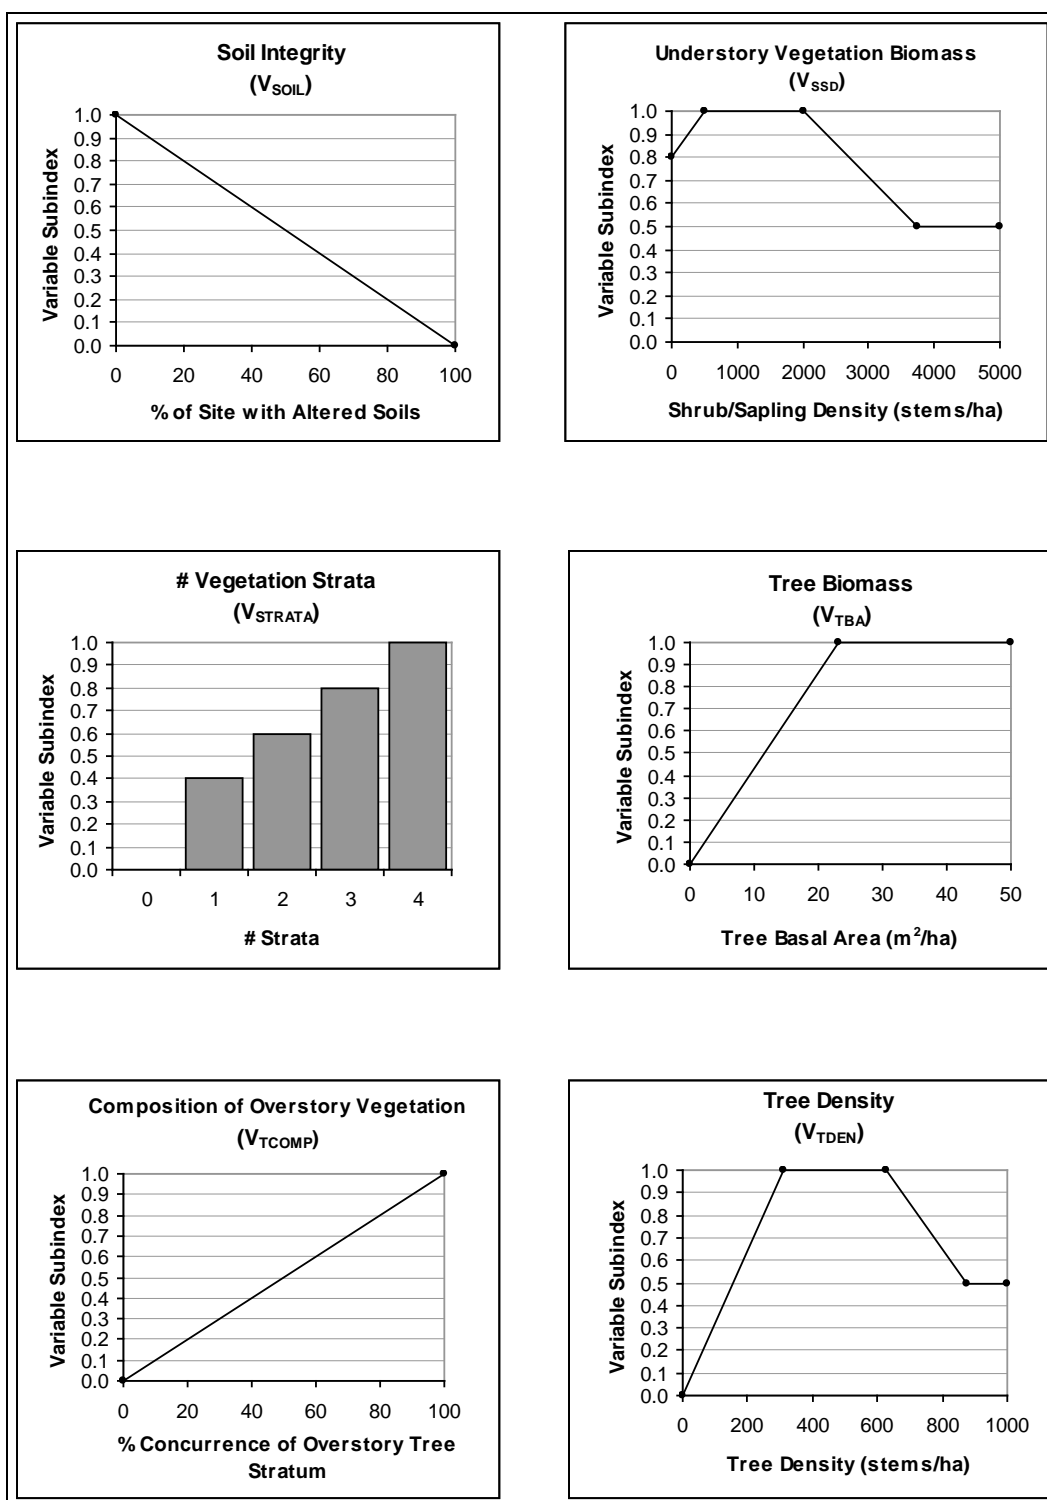 Soil Integrity
(VSOIL)
Variable Subindex
1.0
0.9
0.8
0.7
0.6
0.5
0.4
0.3
0.2
0.1
0.0
0 20 40 60 80 100
% of Site with Altered Soils
Understory Vegetation Biomass
(VSSD)
Variable Subindex
1.0
0.9
0.8
0.7
0.6
0.5
0.4
0.3
0.2
0.1
0.0
0 1000 2000 3000 4000 5000
Shrub/Sapling Density (stems/ha)
# Vegetation Strata
(VSTRATA)
Variable Subindex
1.0
0.9
0.8
0.7
0.6
0.5
0.4
0.3
0.2
0.1
0.0
0 1 2 3 4
# Strata
Tree Biomass
(VTBA)
Variable Subindex
1.0
0.9
0.8
0.7
0.6
0.5
0.4
0.3
0.2
0.1
0.0
0 10 20 30 40 50
Tree Basal Area (m²/ha)
Composition of Overstory Vegetation
(VTCOMP)
Variable Subindex
1.0
0.9
0.8
0.7
0.6
0.5
0.4
0.3
0.2
0.1
0.0
0 20 40 60 80 100
% Concurrence of Overstory Tree
Stratum
Tree Density
(VTDEN)
Variable Subindex
1.0
0.9
0.8
0.7
0.6
0.5
0.4
0.3
0.2
0.1
0.0
0 200 400 600 800 1000
Tree Density (stems/ha)